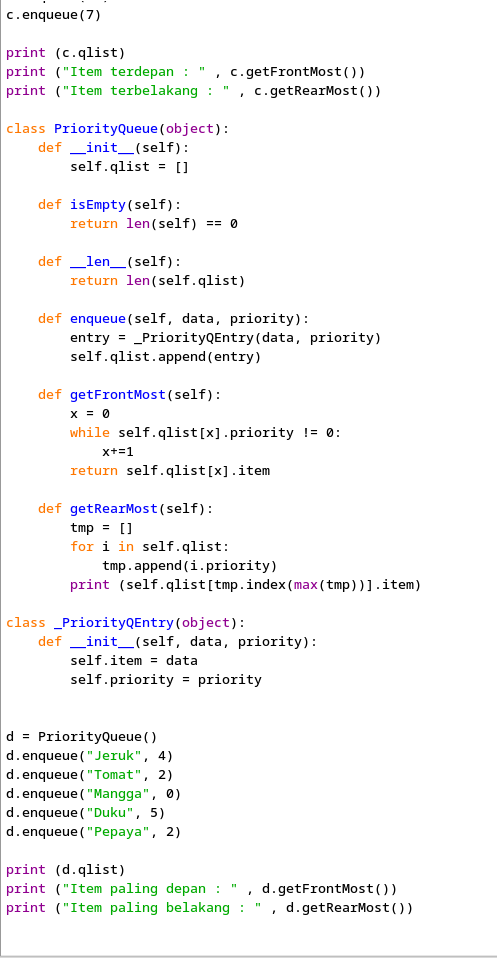 c.enqueue(7)

print (c.qlist)
print ("Item terdepan : " , c.getFrontMost())
print ("Item terbelakang : " , c.getRearMost())

class PriorityQueue(object):
    def __init__(self):
        self.qlist = []

    def isEmpty(self):
        return len(self) == 0

    def __len__(self):
        return len(self.qlist)

    def enqueue(self, data, priority):
        entry = _PriorityQEntry(data, priority)
        self.qlist.append(entry)

    def getFrontMost(self):
        x = 0
        while self.qlist[x].priority != 0:
            x+=1
        return self.qlist[x].item

    def getRearMost(self):
        tmp = []
        for i in self.qlist:
            tmp.append(i.priority)
        print (self.qlist[tmp.index(max(tmp))].item)

class _PriorityQEntry(object):
    def __init__(self, data, priority):
        self.item = data
        self.priority = priority


d = PriorityQueue()
d.enqueue("Jeruk", 4)
d.enqueue("Tomat", 2)
d.enqueue("Mangga", 0)
d.enqueue("Duku", 5)
d.enqueue("Pepaya", 2)

print (d.qlist)
print ("Item paling depan : " , d.getFrontMost())
print ("Item paling belakang : " , d.getRearMost())